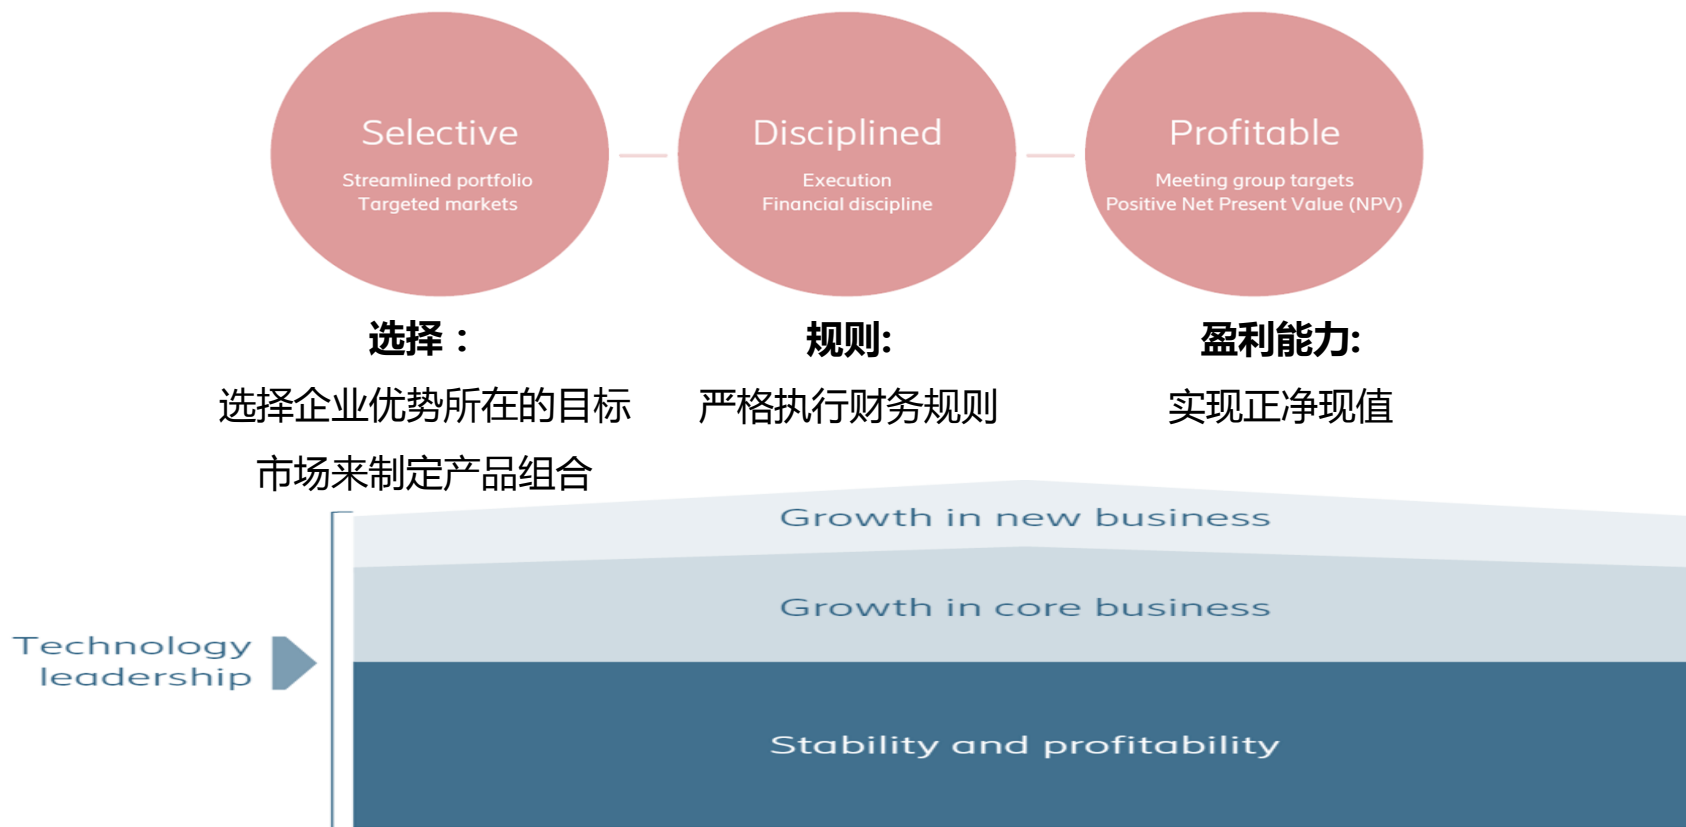 Selective
Streamlined portfolio
Targeted markets
Disciplined
Execution
Financial discipline
Profitable
Meeting group targets
Positive Net Present Value (NPV)
选择：
选择企业优势所在的目标
市场来制定产品组合
规则:
严格执行财务规则
盈利能力:
实现正净现值
Growth in new business
Growth in core business
Technology
leadership
Stability and profitability